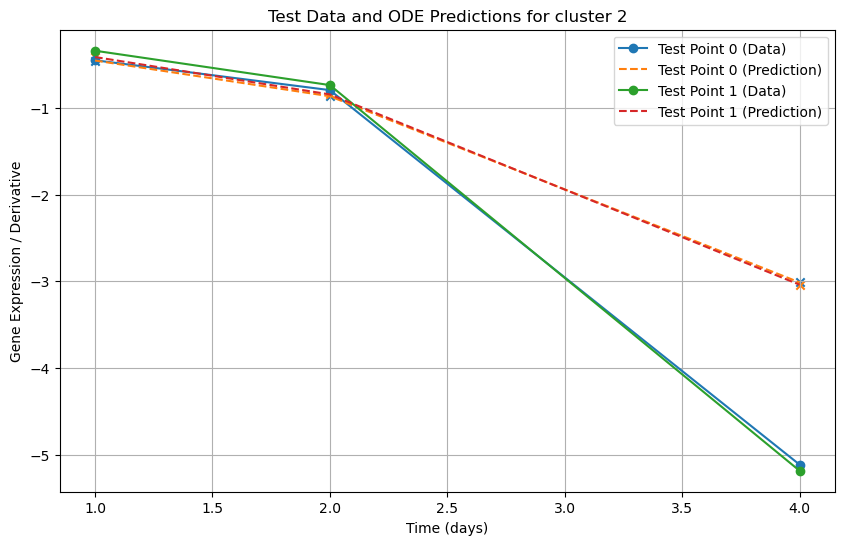 Test Data and ODE Predictions for cluster 2
Test Point 0 (Data)
Test Point 0 (Prediction)
Test Point 1 (Data)
Test Point 1 (Prediction)
Gene Expression / Derivative
−1
−2
−3
−4
−5
1.0 1.5 2.0 2.5 3.0 3.5 4.0
Time (days)